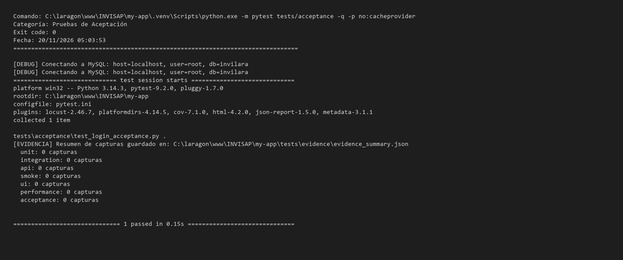 Comando: C:\laragon\www\INVISAP\my-app\.venv\Scripts\python.exe -m pytest tests/acceptance -q -p no:cacheprovider
Categoría: Pruebas de Aceptación
Exit code: 0
Fecha: 20/11/2026 05:03:53
================================================================================
[DEBUG] Conectando a MySQL: host=localhost, user=root, db=invilara
[DEBUG] Conectando a MySQL: host=localhost, user=root, db=invilara
============================= test session starts =============================
platform win32 -- Python 3.14.3, pytest-9.2.0, pluggy-1.7.0
rootdir: C:\laragon\www\INVISAP\my-app
configfile: pytest.ini
plugins: locust-2.46.7, platformdirs-4.14.5, cov-7.1.0, html-4.2.0, json-report-1.5.0, metadata-3.1.1
collected 1 item
tests\acceptance\test_login_acceptance.py .
[EVIDENCIA] Resumen de capturas guardado en: C:\laragon\www\INVISAP\my-app\tests\evidence\evidence_summary.json
unit: 0 capturas
integration: 0 capturas
api: 0 capturas
smoke: 0 capturas
ui: 0 capturas
performance: 0 capturas
acceptance: 0 capturas
============================== 1 passed in 0.15s ==============================